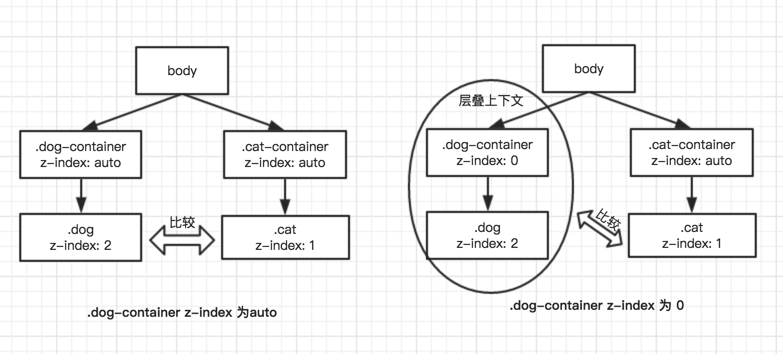 body
.dog-container
z-index: auto
.cat-container
z-index: auto
.dog
z-index: 2
比较
.cat
z-index: 1
.dog-container z-index 为auto
body
层叠上下文
.dog-container
z-index: 0
.cat-container
z-index: auto
.dog
z-index: 2
比较
.cat
z-index: 1
.dog-container z-index 为 0